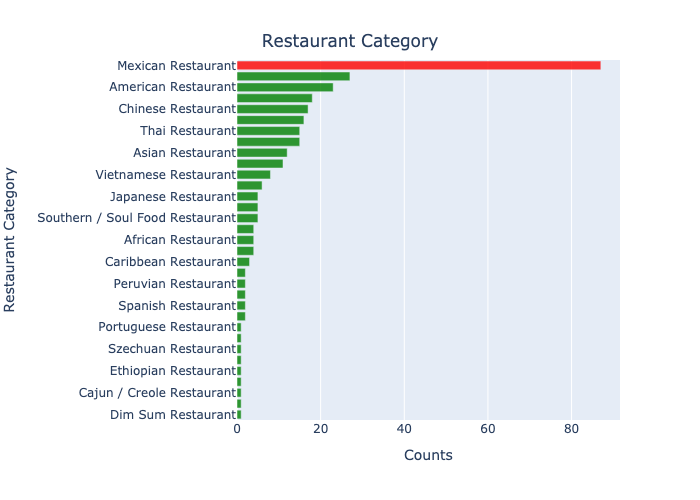 Restaurant Category
Restaurant Category
Mexican Restaurant
American Restaurant
Chinese Restaurant
Thai Restaurant
Asian Restaurant
Vietnamese Restaurant
Japanese Restaurant
Southern / Soul Food Restaurant
African Restaurant
Caribbean Restaurant
Peruvian Restaurant
Spanish Restaurant
Portuguese Restaurant
Szechuan Restaurant
Ethiopian Restaurant
Cajun / Creole Restaurant
Dim Sum Restaurant
0 20 40 60 80
Counts